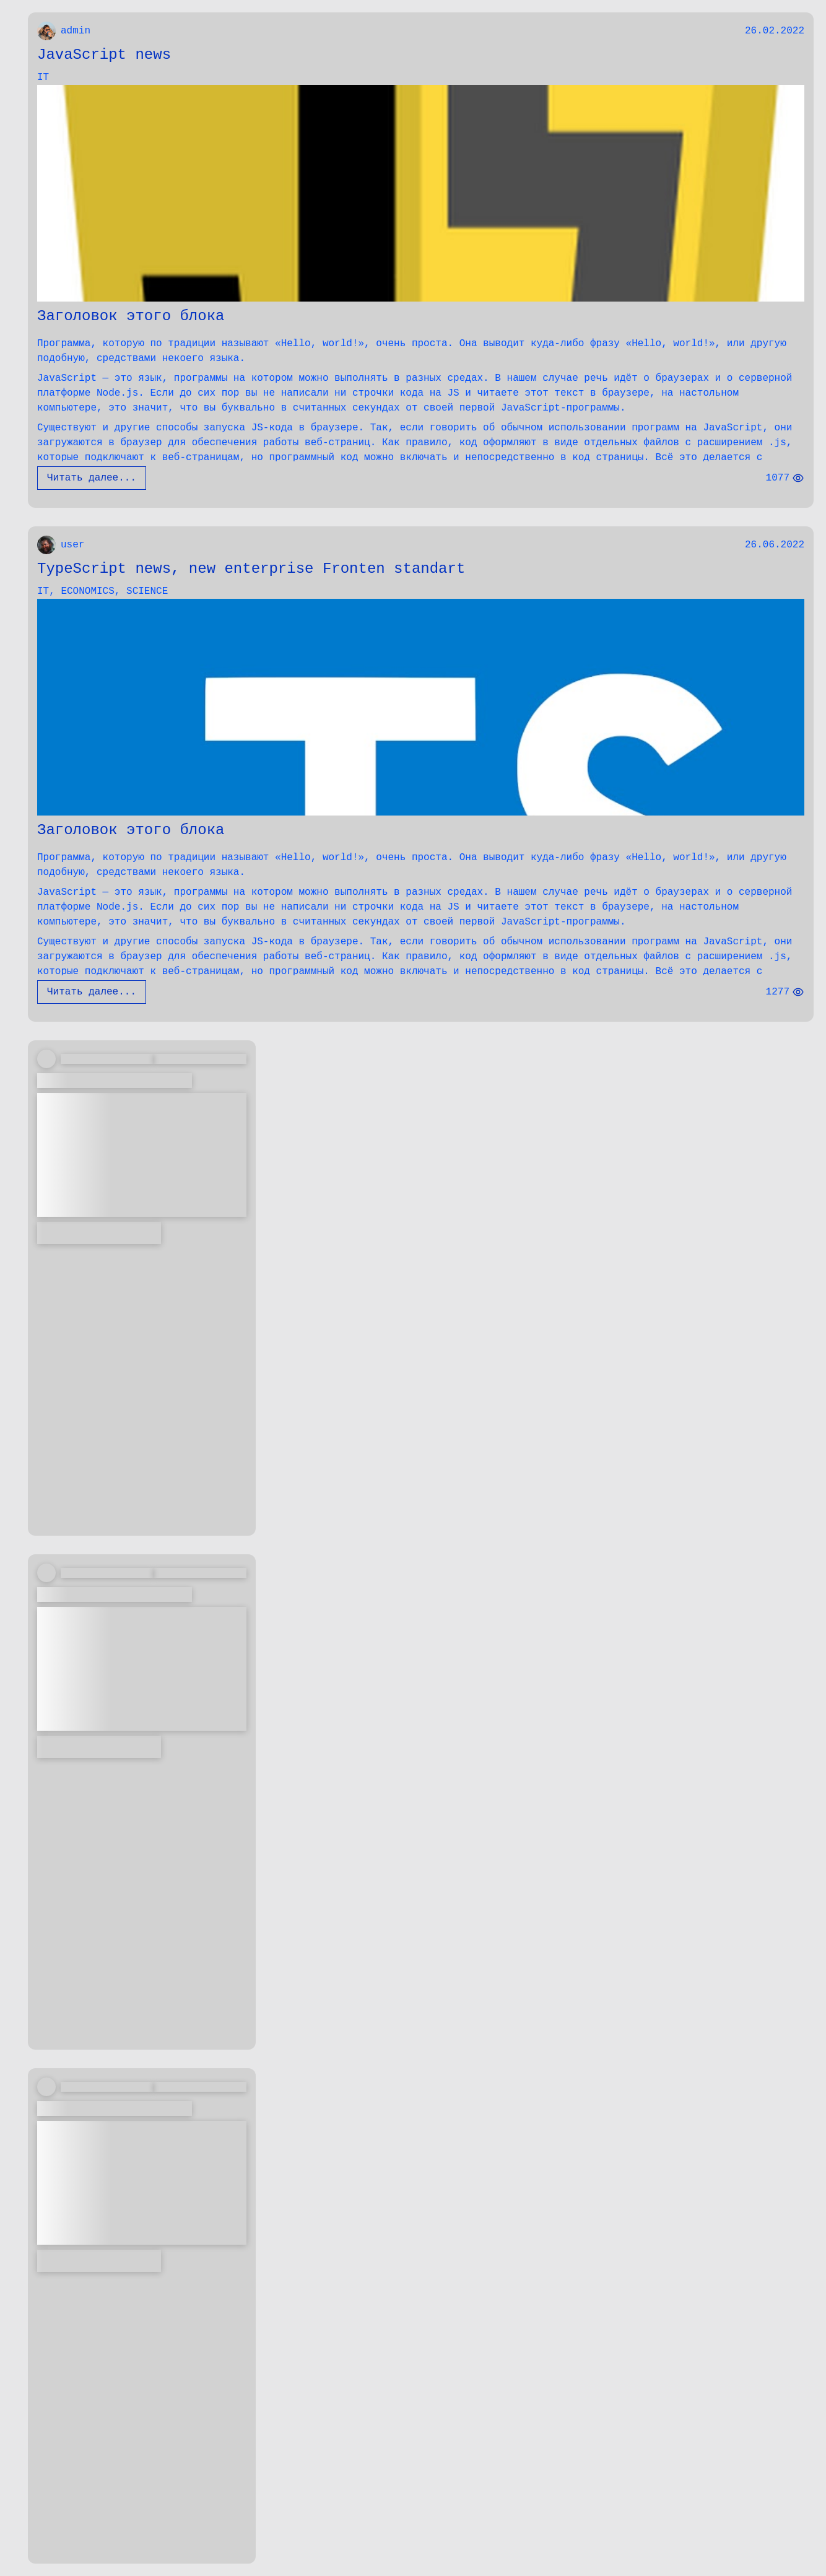 admin 26.02.2022
JavaScript news
IT
Заголовок этого блока
Программа, которую по традиции называют «Hello, world!», очень проста. Она выводит куда-либо фразу «Hello, world!», или другую
подобную, средствами некоего языка.
JavaScript — это язык, программы на котором можно выполнять в разных средах. В нашем случае речь идёт о браузерах и о серверной
платформе Node.js. Если до сих пор вы не написали ни строчки кода на JS и читаете этот текст в браузере, на настольном
компьютере, это значит, что вы буквально в считанных секундах от своей первой JavaScript-программы.
Существуют и другие способы запуска JS-кода в браузере. Так, если говорить об обычном использовании программ на JavaScript, они
загружаются в браузер для обеспечения работы веб-страниц. Как правило, код оформляют в виде отдельных файлов с расширением .js,
которые подключают к веб-страницам, но программный код можно включать и непосредственно в код страницы. Всё это делается с
Читать далее... 1077
user 26.06.2022
TypeScript news, new enterprise Fronten standart
IT, ECONOMICS, SCIENCE
TS
Заголовок этого блока
Программа, которую по традиции называют «Hello, world!», очень проста. Она выводит куда-либо фразу «Hello, world!», или другую
подобную, средствами некоего языка.
JavaScript — это язык, программы на котором можно выполнять в разных средах. В нашем случае речь идёт о браузерах и о серверной
платформе Node.js. Если до сих пор вы не написали ни строчки кода на JS и читаете этот текст в браузере, на настольном
компьютере, это значит, что вы буквально в считанных секундах от своей первой JavaScript-программы.
Существуют и другие способы запуска JS-кода в браузере. Так, если говорить об обычном использовании программ на JavaScript, они
загружаются в браузер для обеспечения работы веб-страниц. Как правило, код оформляют в виде отдельных файлов с расширением .js,
которые подключают к веб-страницам, но программный код можно включать и непосредственно в код страницы. Всё это делается с
Читать далее... 1277